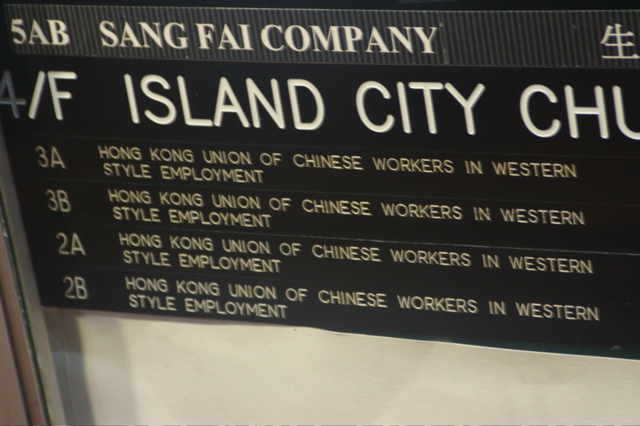 5AB SANG FAI COMPANY 生
4/F ISLAND CITY
3A HONG KONG UNION OF CHINESE WORKERS IN WESTERN
STYLE EMPLOYMENT
3B HONG KONG UNION OF CHINESE WORKERS IN WESTERN
STYLE EMPLOYMENT
2A HONG KONG UNION OF CHINESE WORKERS IN WESTERN
STYLE EMPLOYMENT
2B HONG KONG UNION OF CHINESE WORKERS IN WESTERN
STYLE EMPLOYMENT